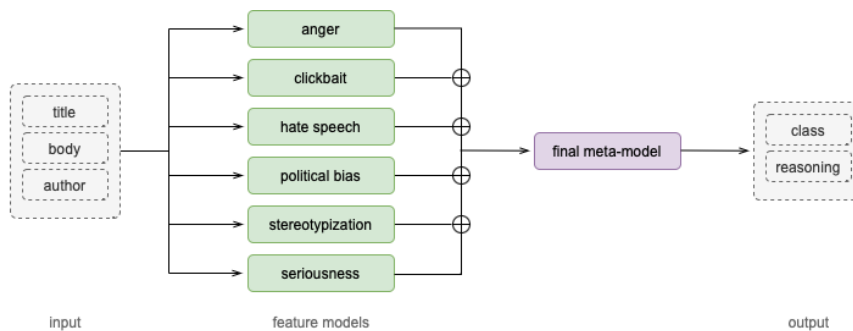 title
body
author
anger
clickbait
hate speech
political bias
stereotypization
seriousness
final meta-model
class
reasoning
input
feature models
output